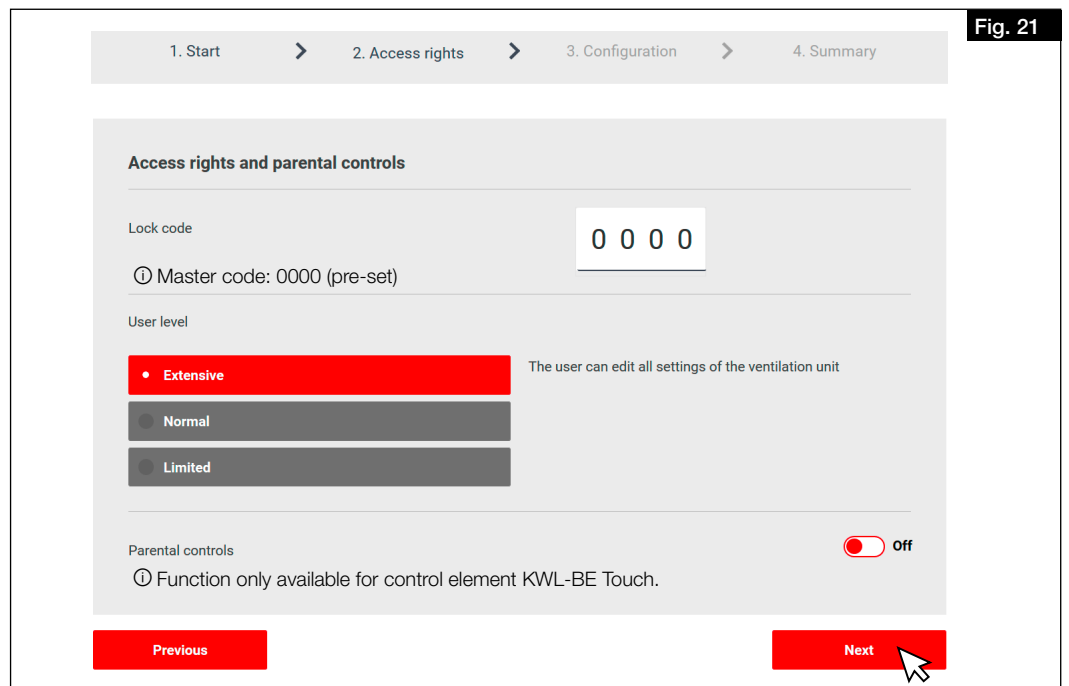 Fig. 21
1. Start
2. Access rights
3. Configuration
4. Summary
Access rights and parental controls
Lock code
0 0 0 0
ⓘ Master code: 0000 (pre-set)
User level
Extensive
The user can edit all settings of the ventilation unit
Normal
Limited
Parental controls
Off
ⓘ Function only available for control element KWL-BE Touch.
Previous
Next